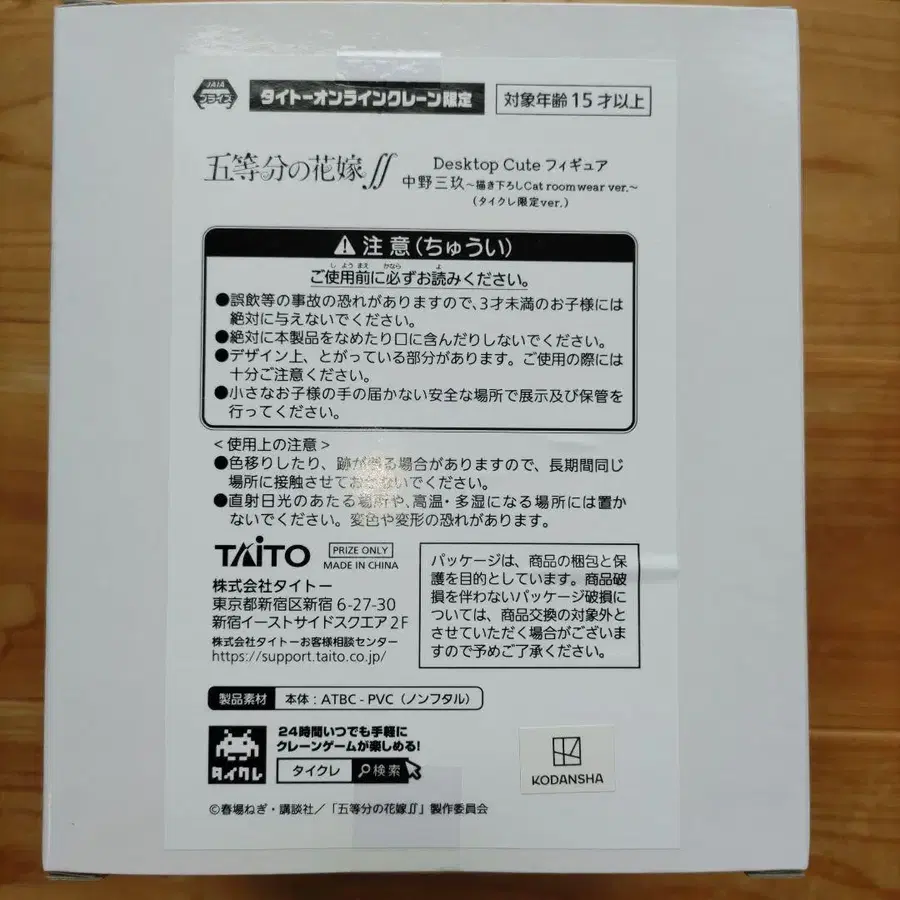 JAIA
プライズ
タイトーオンラインクレーン限定
対象年齢15才以上
五等分の花嫁∬
Desktop Cute フィギュア
中野三玖～描き下ろしCat room wear ver.～
(タイクレ限定ver.)
注意(ちゅうい)
しようまえ かなら よ
ご使用前に必ずお読みください。
●誤飲等の事故の恐れがありますので、3才未満のお子様には
絶対に与えないでください。
●絶対に本製品をなめたり口に含んだりしないでください。
●デザイン上、とがっている部分があります。ご使用の際には
十分ご注意ください。
●小さなお子様の手の届かない安全な場所で展示及び保管を
行ってください。
<使用上の注意>
●色移りしたり、跡が残る場合がありますので、長期間同じ
場所に接触させておかないでください。
●直射日光のあたる場所や、高温・多湿になる場所には置か
ないでください。変色や変形の恐れがあります。
TAITO
PRIZE ONLY
MADE IN CHINA
株式会社タイトー
東京都新宿区新宿 6-27-30
新宿イーストサイドスクエア 2F
株式会社タイトーお客様相談センター
https://support.taito.co.jp/
パッケージは、商品の梱包と保
護を目的としています。商品破
損を伴わないパッケージ破損に
ついては、商品交換の対象外と
させていただく場合がございま
すので予めご了承ください。
製品素材 本体：ATBC-PVC（ノンフタル）
タイクレ
24時間いつでも手軽に
クレーンゲームが楽しめる!
タイクレ 検索
KODANSHA
©春場ねぎ・講談社/「五等分の花嫁∬」製作委員会